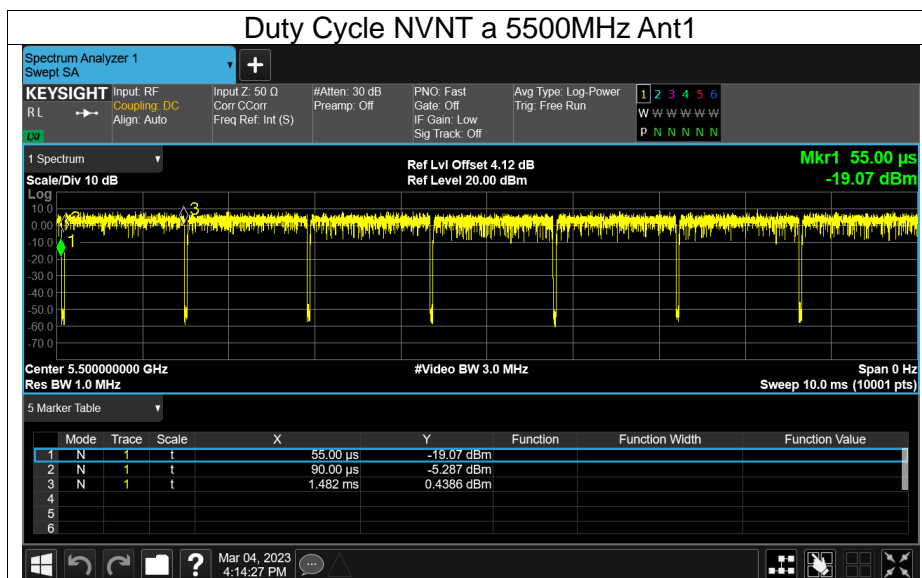 Duty Cycle NVNT a 5500MHz Ant1
Spectrum Analyzer 1
Swept SA
+
KEYSIGHT Input: RF Input Z: 50 Ω #Atten: 30 dB PNO: Fast Avg Type: Log-Power 1 2 3 4 5 6
R L Coupling: DC Corr CCorr Preamp: Off Gate: Off Trig: Free Run
Align: Auto Freq Ref: Int (S) IF Gain: Low W W W W W W
LXI Sig Track: Off P N N N N N
1 Spectrum Ref Lvl Offset 4.12 dB Mkr1 55.00 µs
Scale/Div 10 dB Ref Level 20.00 dBm -19.07 dBm
Log
10.0
0.00
-10.0
-20.0
-30.0
-40.0
-50.0
-60.0
-70.0
2
3
1
Center 5.500000000 GHz #Video BW 3.0 MHz Span 0 Hz
Res BW 1.0 MHz Sweep 10.0 ms (10001 pts)
5 Marker Table
Mode Trace Scale X Y Function Function Width Function Value
1 N 1 t 55.00 µs -19.07 dBm
2 N 1 t 90.00 µs -5.287 dBm
3 N 1 t 1.482 ms 0.4386 dBm
4
5
6
? Mar 04, 2023
4:14:27 PM